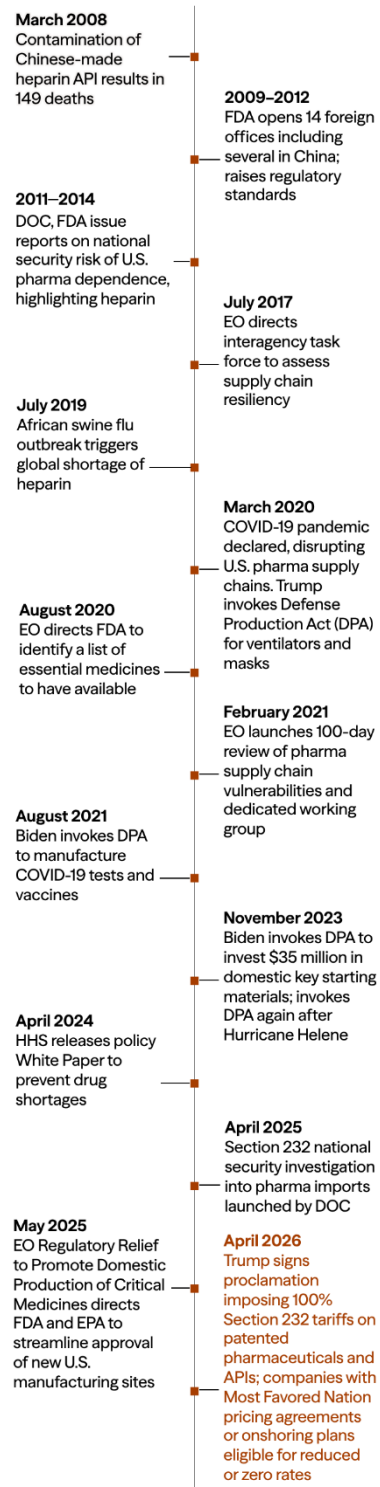 March 2008
Contamination of
Chinese-made
heparin API results in
149 deaths
2009–2012
FDA opens 14 foreign
offices including
several in China;
raises regulatory
standards
2011–2014
DOC, FDA issue
reports on national
security risk of U.S.
pharma dependence,
highlighting heparin
July 2017
EO directs
interagency task
force to assess
supply chain
resiliency
July 2019
African swine flu
outbreak triggers
global shortage of
heparin
March 2020
COVID-19 pandemic
declared, disrupting
U.S. pharma supply
chains. Trump
invokes Defense
Production Act (DPA)
for ventilators and
masks
August 2020
EO directs FDA to
identify a list of
essential medicines
to have available
February 2021
EO launches 100-day
review of pharma
supply chain
vulnerabilities and
dedicated working
group
August 2021
Biden invokes DPA
to manufacture
COVID-19 tests and
vaccines
November 2023
Biden invokes DPA to
invest $35 million in
domestic key starting
materials; invokes
DPA again after
Hurricane Helene
April 2024
HHS releases policy
White Paper to
prevent drug
shortages
April 2025
Section 232 national
security investigation
into pharma imports
launched by DOC
May 2025
EO Regulatory Relief
to Promote Domestic
Production of Critical
Medicines directs
FDA and EPA to
streamline approval
of new U.S.
manufacturing sites
April 2026
Trump signs
proclamation
imposing 100%
Section 232 tariffs on
patented
pharmaceuticals and
APIs; companies with
Most Favored Nation
pricing agreements
or onshoring plans
eligible for reduced
or zero rates